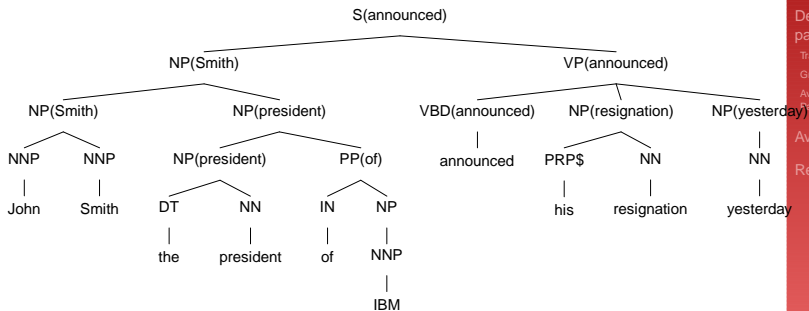 S(announced)
NP(Smith) VP(announced)
NP(Smith) NP(president) VBD(announced) NP(resignation) NP(yesterday)
NNP NNP NP(president) PP(of) announced PRP$ NN NN
John Smith DT NN IN NP his resignation yesterday
the president of NNP
IBM